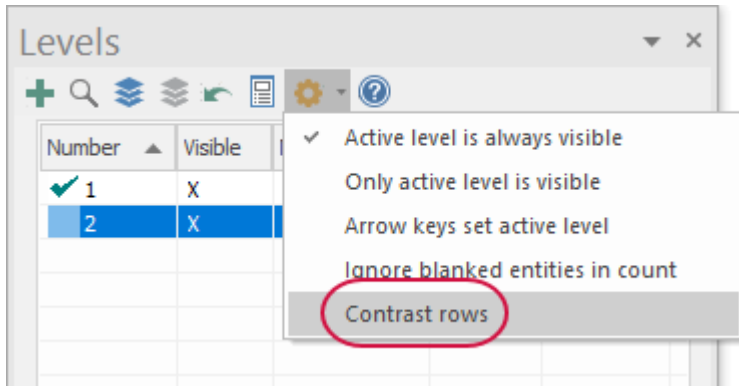 Levels
Number Visible
Active level is always visible
1 X
Only active level is visible
2 X
Arrow keys set active level
Ignore blanked entities in count
Contrast rows